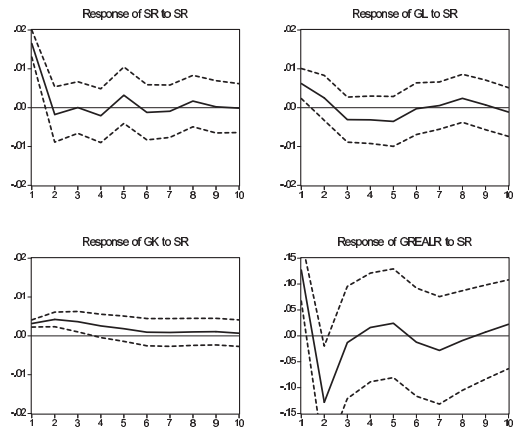 Response of SR to SR
.02
.01
.00
-.01
-.02
1 2 3 4 5 6 7 8 9 10
Response of GL to SR
.02
.01
.00
-.01
-.02
1 2 3 4 5 6 7 8 9 10
Response of GK to SR
.02
.01
.00
-.01
-.02
1 2 3 4 5 6 7 8 9 10
Response of GREALR to SR
.15
.10
.05
.00
-.05
-.10
-.15
1 2 3 4 5 6 7 8 9 10